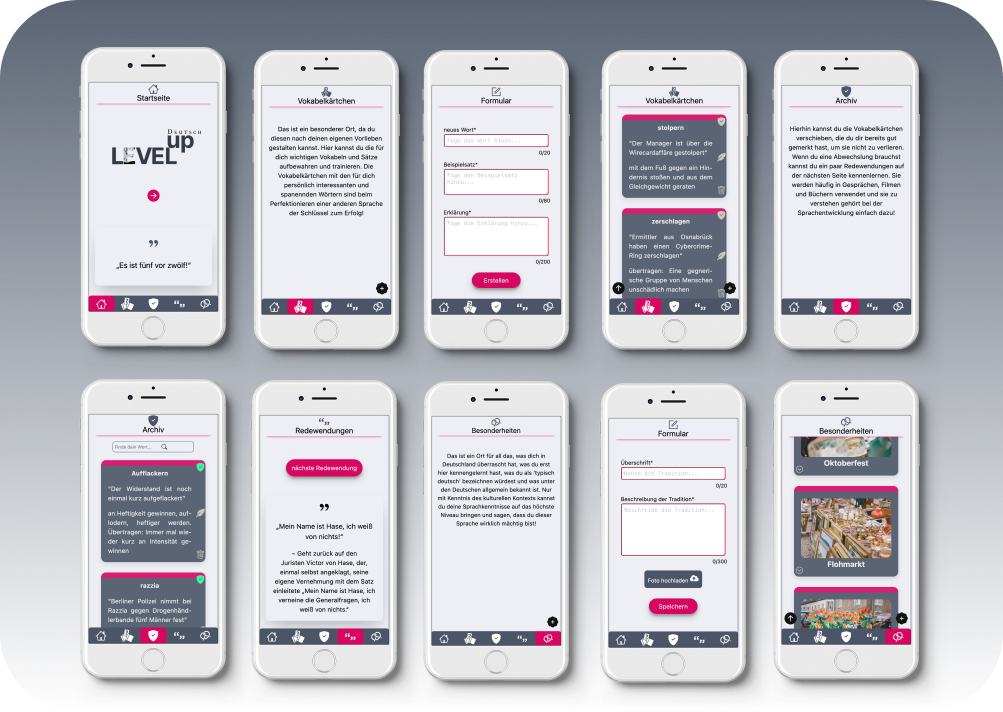 Startseite
DEUTSCH
LEVEL up
”
„Es ist fünf vor zwölf!“
Vokabelkärtchen
Das ist ein besonderer Ort, da du
diesen nach deinen eigenen Vorlieben
gestalten kannst. Hier kannst du die für
dich wichtigen Vokabeln und Sätze
aufbewahren und trainieren. Die
Vokabelkärtchen mit den für dich
persönlich interessanten und
spanennden Wörtern sind beim
Perfektionieren einer anderen Sprache
der Schlüssel zum Erfolg!
Formular
neues Wort*
Füge das Wort hinzu...
0/20
Beispielsatz*
Füge den Beispielsatz
hinzu...
0/80
Erklärung*
Füge die Erklärung hinzu...
0/200
Erstellen
Vokabelkärtchen
stolpern
"Der Manager ist über die
Wirecardaffäre gestolpert"
mit dem Fuß gegen ein Hin-
dernis stoßen und aus dem
Gleichgewicht geraten
zerschlagen
"Ermittler aus Osnabrück
haben einen Cybercrime-
Ring zerschlagen"
übertragen: Eine gegneri-
sche Gruppe von Menschen
unschädlich machen
Archiv
Hierhin kannst du die Vokabelkärtchen
verschieben, die du dir bereits gut
gemerkt hast, um sie nicht zu verlieren.
Wenn du eine Abwechslung brauchst
kannst du ein paar Redewendungen auf
der nächsten Seite kennenlernen. Sie
werden häufig in Gesprächen, Filmen
und Büchern verwendet und sie zu
verstehen gehört bei der
Sprachentwicklung einfach dazu!
Archiv
Finde dein Wort...
Aufflackern
"Der Widerstand ist noch
einmal kurz aufgeflackert"
an Heftigkeit gewinnen, auf-
lodern, heftiger werden.
Übertragen: Immer mal wie-
der kurz an Intensität ge-
winnen
razzia
"Berliner Polizei nimmt bei
Razzia gegen Drogenhänd-
lerbande fünf Männer fest"
Redewendungen
nächste Redewendung
”
„Mein Name ist Hase, ich weiß
von nichts!“
~ Geht zurück auf den
Juristen Victor von Hase, der,
einmal selbst angeklagt, seine
eigene Vernehmung mit dem Satz
einleitete „Mein Name ist Hase, ich
verneine die Generalfragen, ich
weiß von nichts.“
Besonderheiten
Das ist ein Ort für all das, was dich in
Deutschland überrascht hat, was du erst
hier kennengelernt hast, was du als 'typisch
deutsch' bezeichnen würdest und was unter
den Deutschen allgemein bekannt ist. Nur
mit Kenntnis des kulturellen Kontexts kannst
du deine Sprachkenntnisse auf das höchste
Niveau bringen und sagen, dass du dieser
Sprache wirklich mächtig bist!
Formular
Überschrift*
Nenne die Tradition...
0/20
Beschreibung der Tradition*
Beschreibe die Tradition...
0/300
Foto hochladen
Speichern
Besonderheiten
Oktoberfest
Flohmarkt